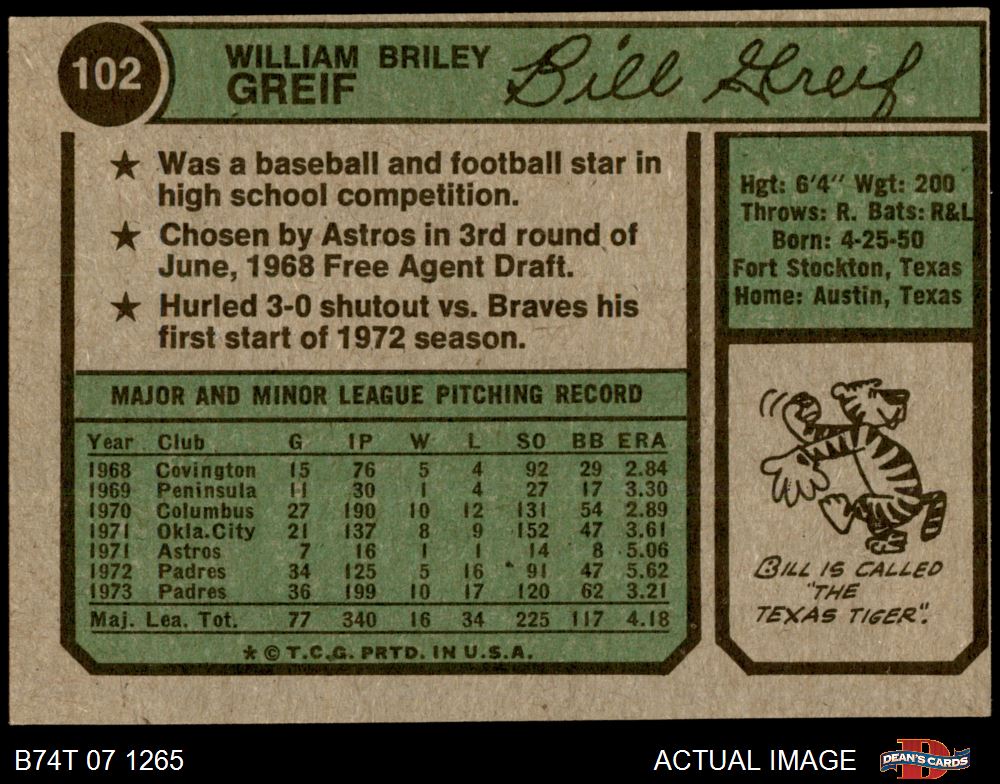 102
WILLIAM BRILEY
GREIF
Bill Greif
★ Was a baseball and football star in
high school competition.
★ Chosen by Astros in 3rd round of
June, 1968 Free Agent Draft.
★ Hurled 3-0 shutout vs. Braves his
first start of 1972 season.
MAJOR AND MINOR LEAGUE PITCHING RECORD
Year Club G IP W L SO BB ERA
1968 Covington 15 76 5 4 92 29 2.84
1969 Peninsula 11 30 1 4 27 17 3.30
1970 Columbus 27 190 10 12 131 54 2.89
1971 Okla.City 21 137 8 9 152 47 3.61
1971 Astros 7 16 1 1 14 8 5.06
1972 Padres 34 125 5 16 91 47 5.62
1973 Padres 36 199 10 17 120 62 3.21
Maj. Lea. Tot. 77 340 16 34 225 117 4.18
★ © T.C.G. PRTD. IN U.S.A.
Hgt: 6'4" Wgt: 200
Throws: R. Bats: R&L
Born: 4-25-50
Fort Stockton, Texas
Home: Austin, Texas
BILL IS CALLED
"THE
TEXAS TIGER".
B74T 07 1265
ACTUAL IMAGE
D
DEAN'S CARDS